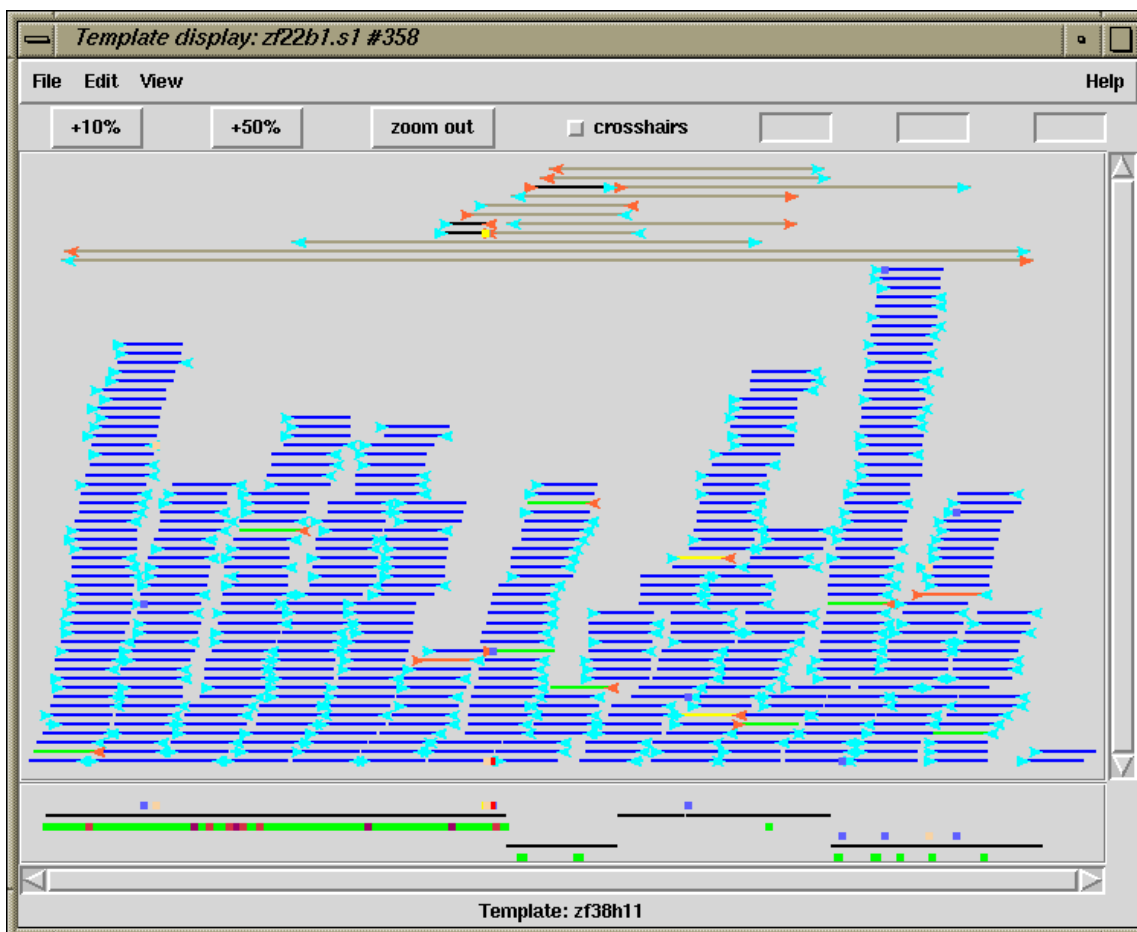 Template display: zf22b1.s1 #358
File Edit View Help
+10% +50% zoom out crosshairs
Template: zf38h11